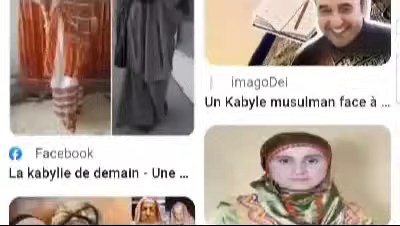 imagoDei
Un Kabyle musulman face à ...
Facebook
La kabylie de demain - Une ...